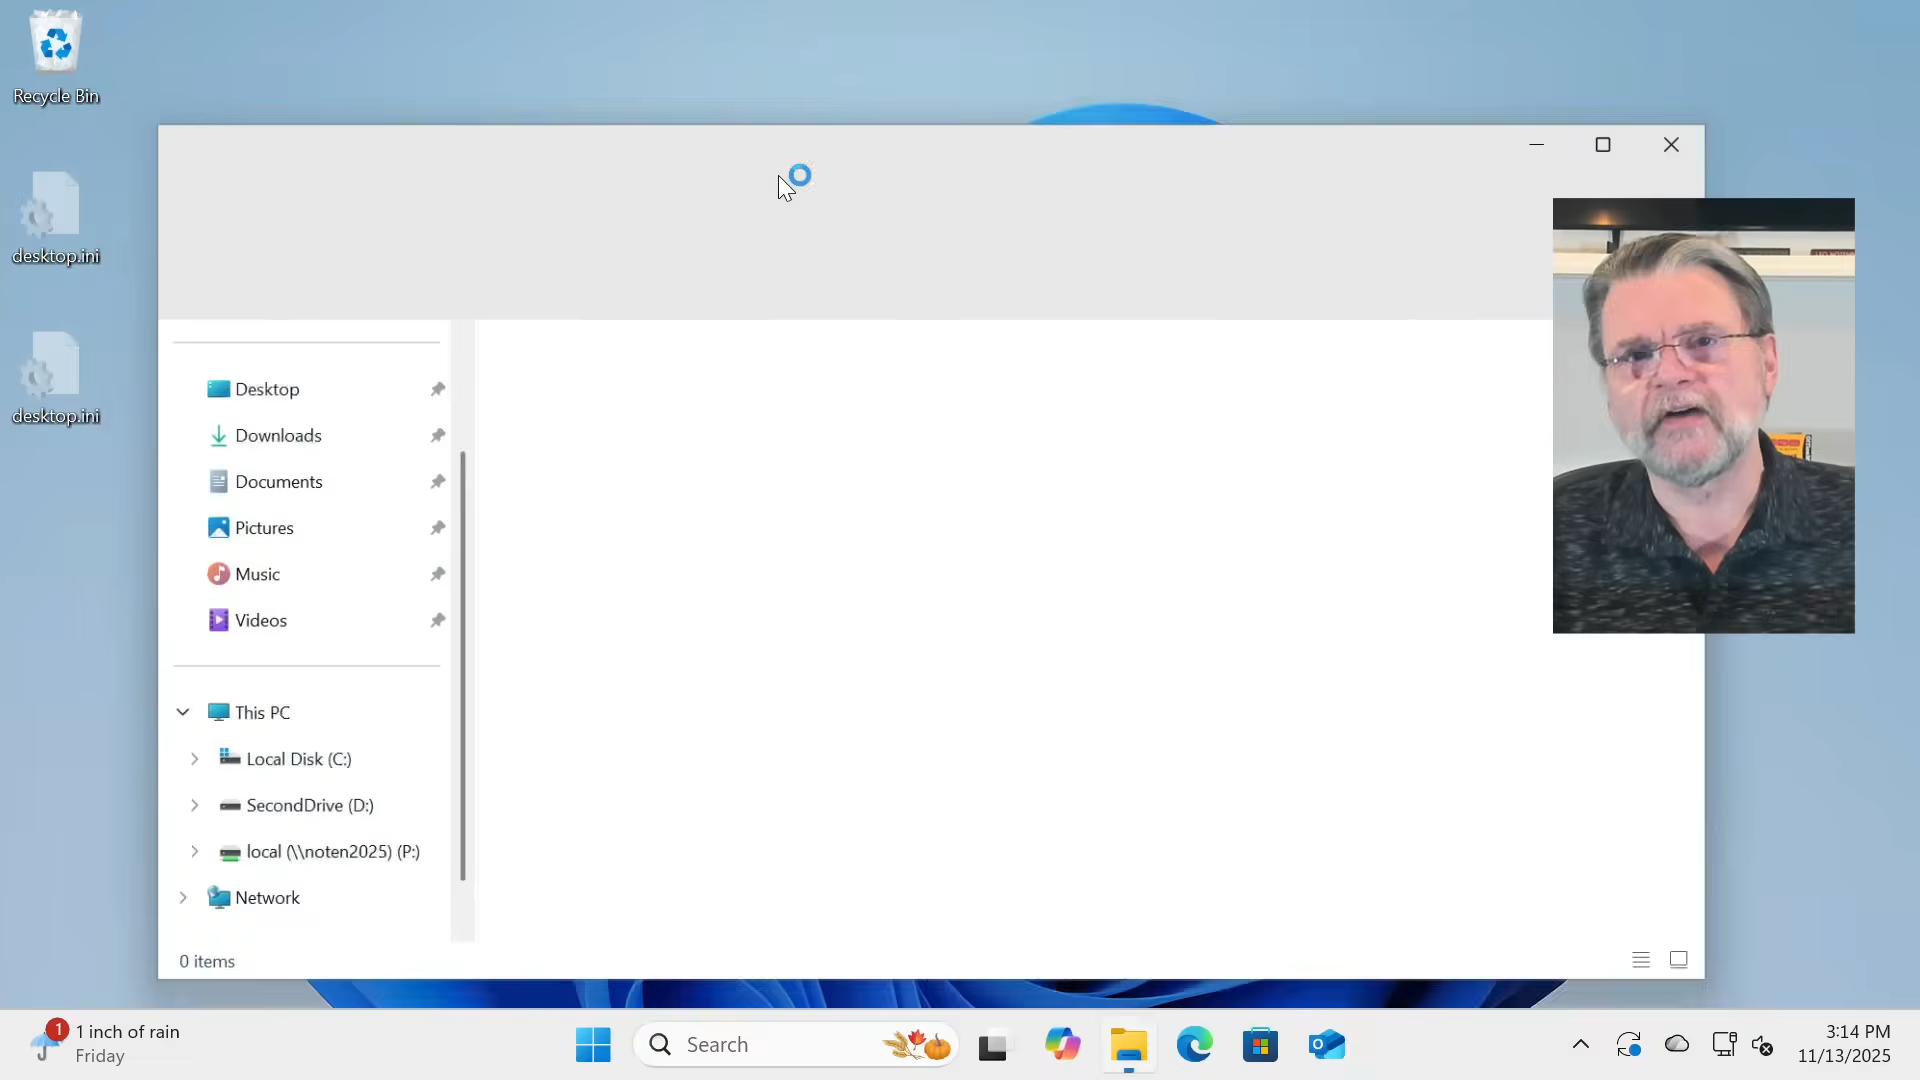 Recycle Bin
desktop.ini
desktop.ini
Desktop
Downloads
Documents
Pictures
Music
Videos
This PC
Local Disk (C:)
SecondDrive (D:)
local (\\noten2025) (P:)
Network
0 items
1
1 inch of rain
Friday
Search
3:14 PM
11/13/2025